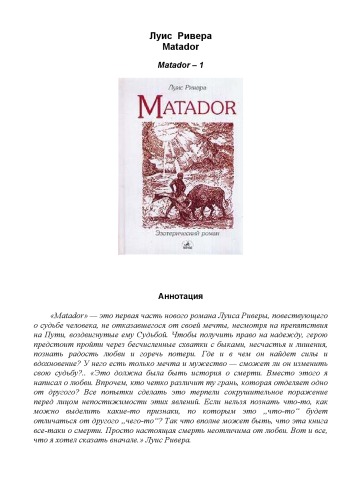 Луис Ривера
Matador
Matador – 1
Луис Ривера
MATADOR
Эзотерический роман
Аннотация
«Matador» — это первая часть нового романа Луиса Риверы, повествующего
о судьбе человека, не отказавшегося от своей мечты, несмотря на препятствия
на Пути, воздвигнутые ему Судьбой. Чтобы получить право на надежду, герою
предстоит пройти через бесчисленные схватки с быками, несчастья и лишения,
познать радость любви и горечь потери. Где и в чем он найдет силы и
вдохновение? У него есть только мечта и мужество — сможет ли он изменить
свою судьбу?.. «Это должна была быть история о смерти. Вместо этого я
написал о любви. Впрочем, кто четко различит ту грань, которая отделяет одно
от другого? Все попытки сделать это терпели сокрушительное поражение
перед лицом непостижимости этих явлений. Если нельзя познать что-то, как
можно выделить какие-то признаки, по которым это „что-то“ будет
отличаться от другого „чего-то“? Так что вполне может быть, что эта книга
все-таки о смерти. Просто настоящая смерть неотличима от любви. Вот и все,
что я хотел сказать вначале.» Луис Ривера.